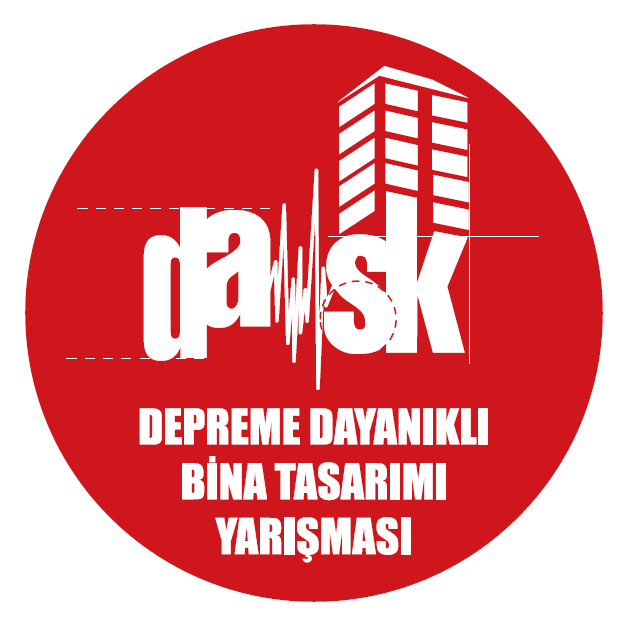 dask
DEPREME DAYANIKLI
BİNA TASARIMI
YARIŞMASI